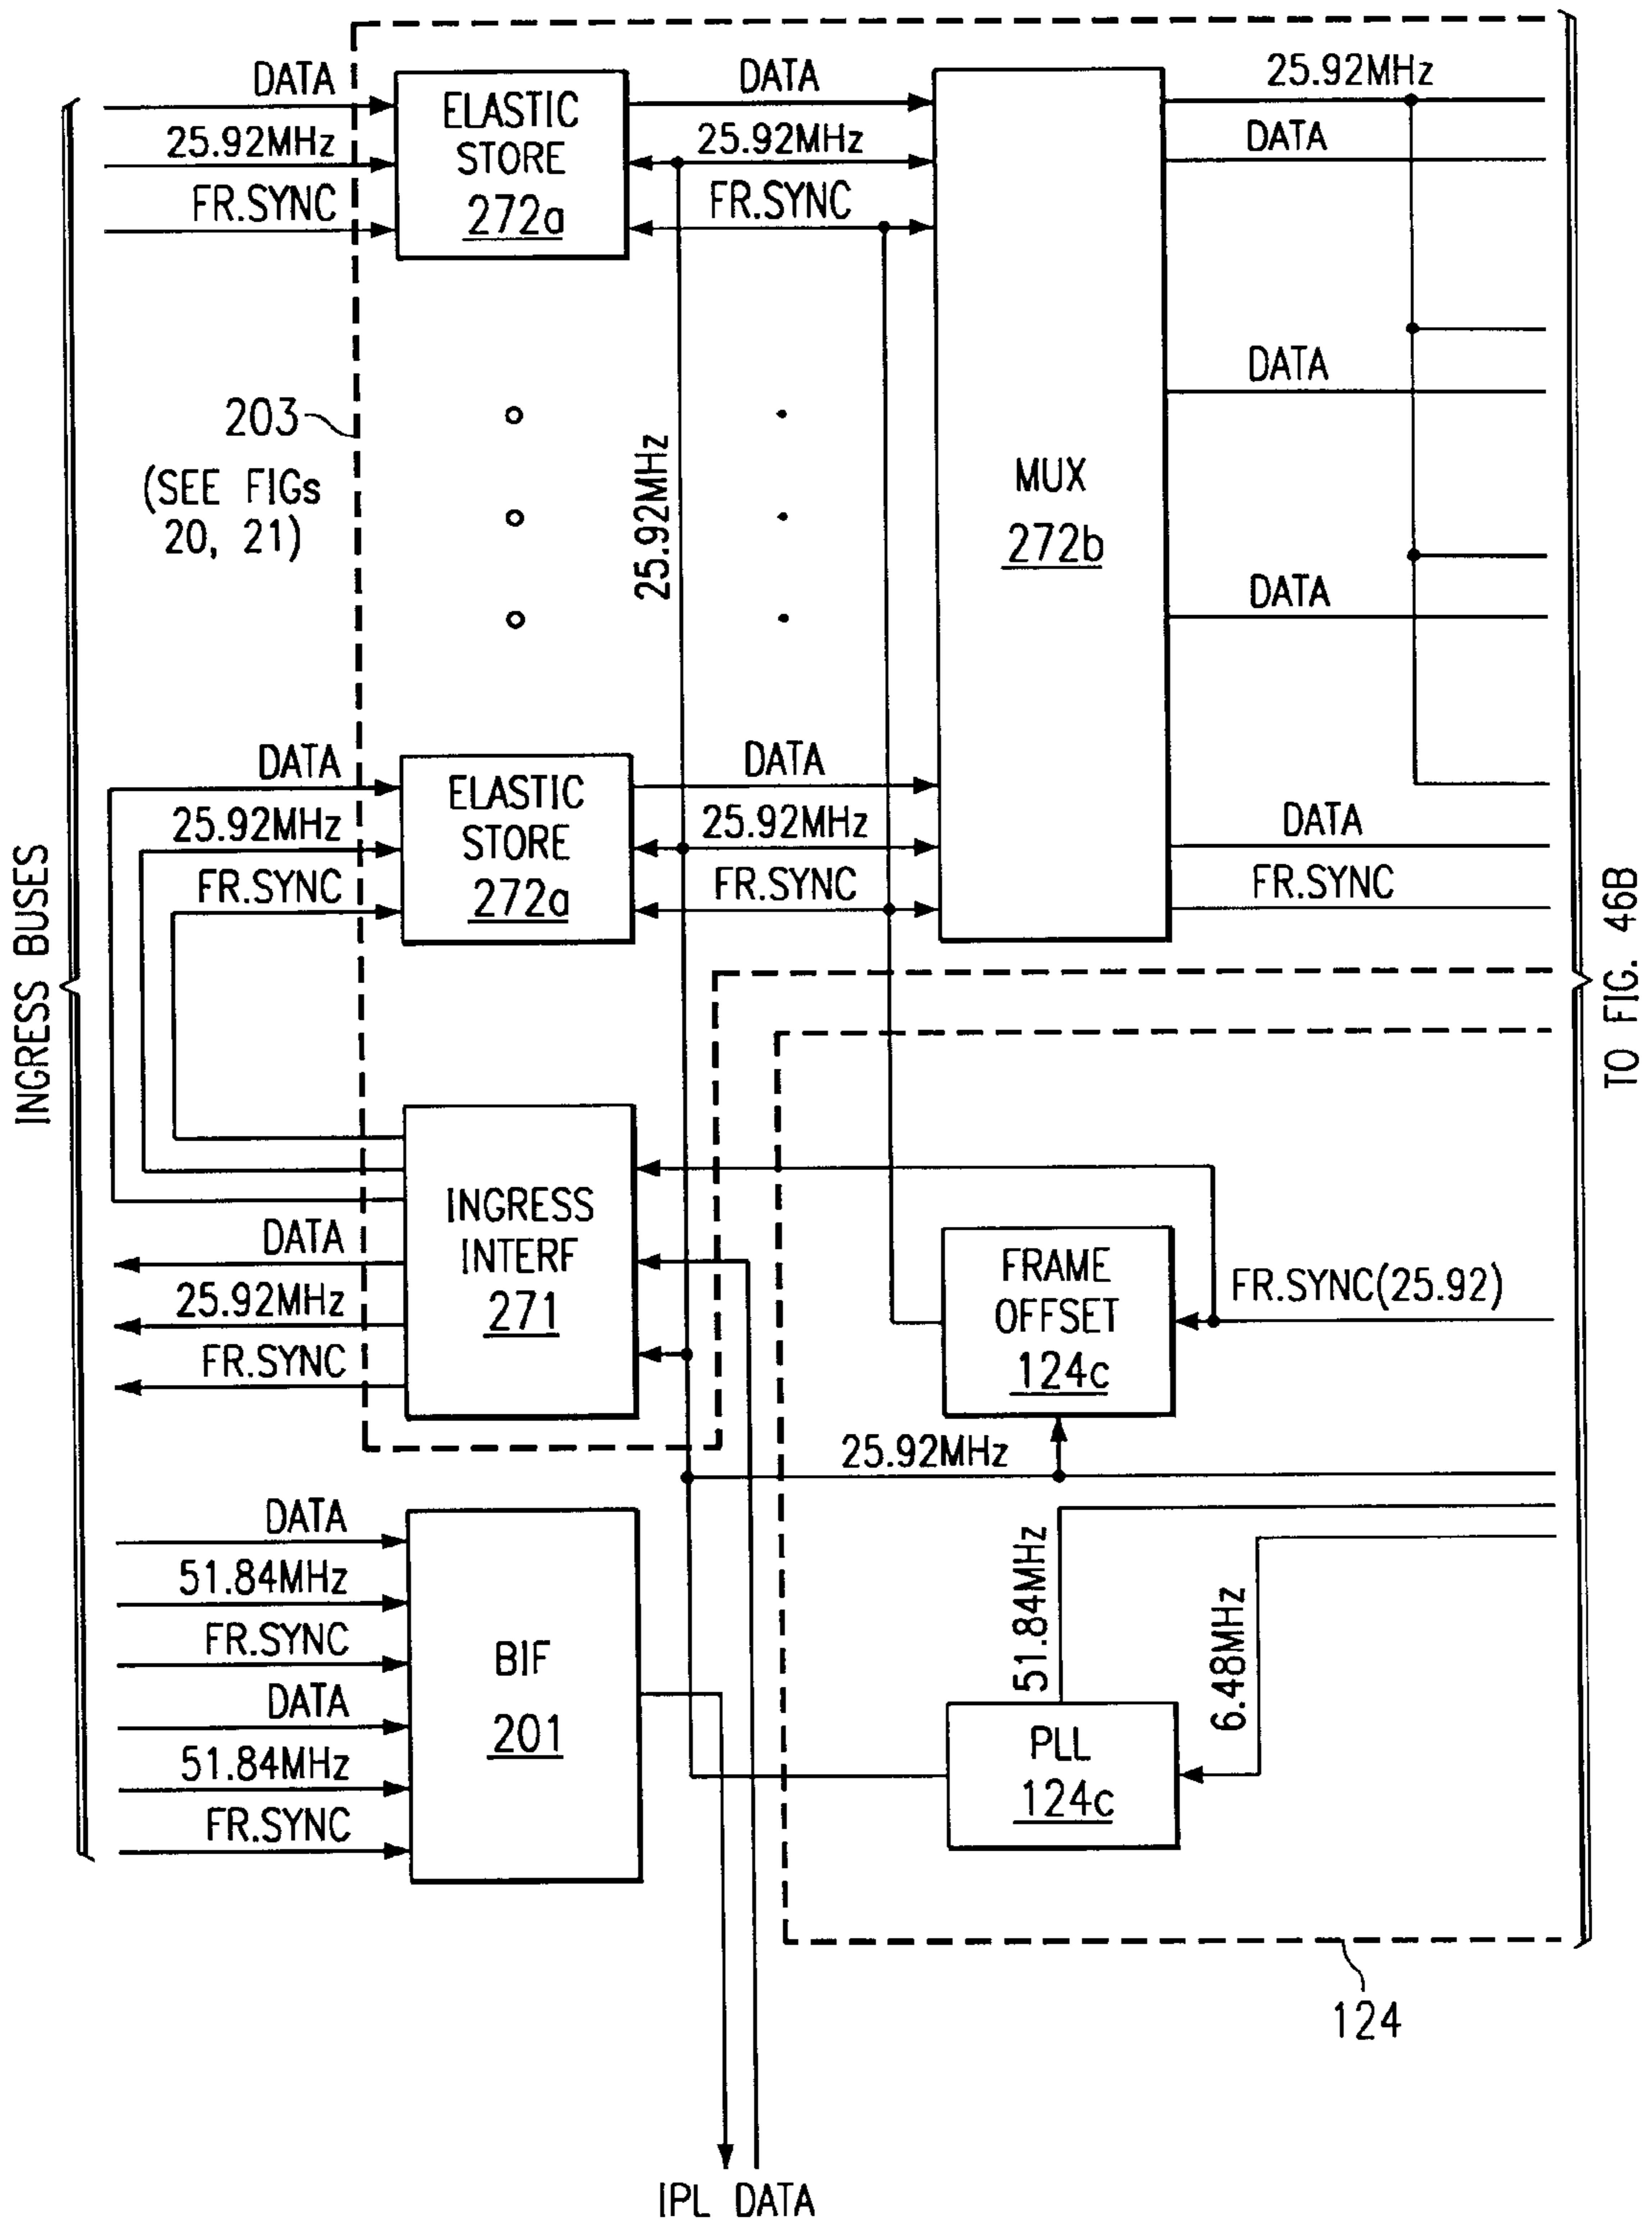 DATA
25.92MHz
FR.SYNC
ELASTIC
STORE
272a
DATA
25.92MHz
FR.SYNC
25.92MHz
DATA
203
(SEE FIGs
20, 21)
25.92MHz
MUX
272b
DATA
DATA
DATA
25.92MHz
FR.SYNC
ELASTIC
STORE
272a
DATA
25.92MHz
FR.SYNC
DATA
FR.SYNC
INGRESS BUSES
TO FIG. 46B
INGRESS
INTERF
271
DATA
25.92MHz
FR.SYNC
FRAME
OFFSET
124c
FR.SYNC(25.92)
25.92MHz
DATA
51.84MHz
FR.SYNC
DATA
51.84MHz
FR.SYNC
BIF
201
51.84MHz
6.48MHz
PLL
124c
124
IPL DATA